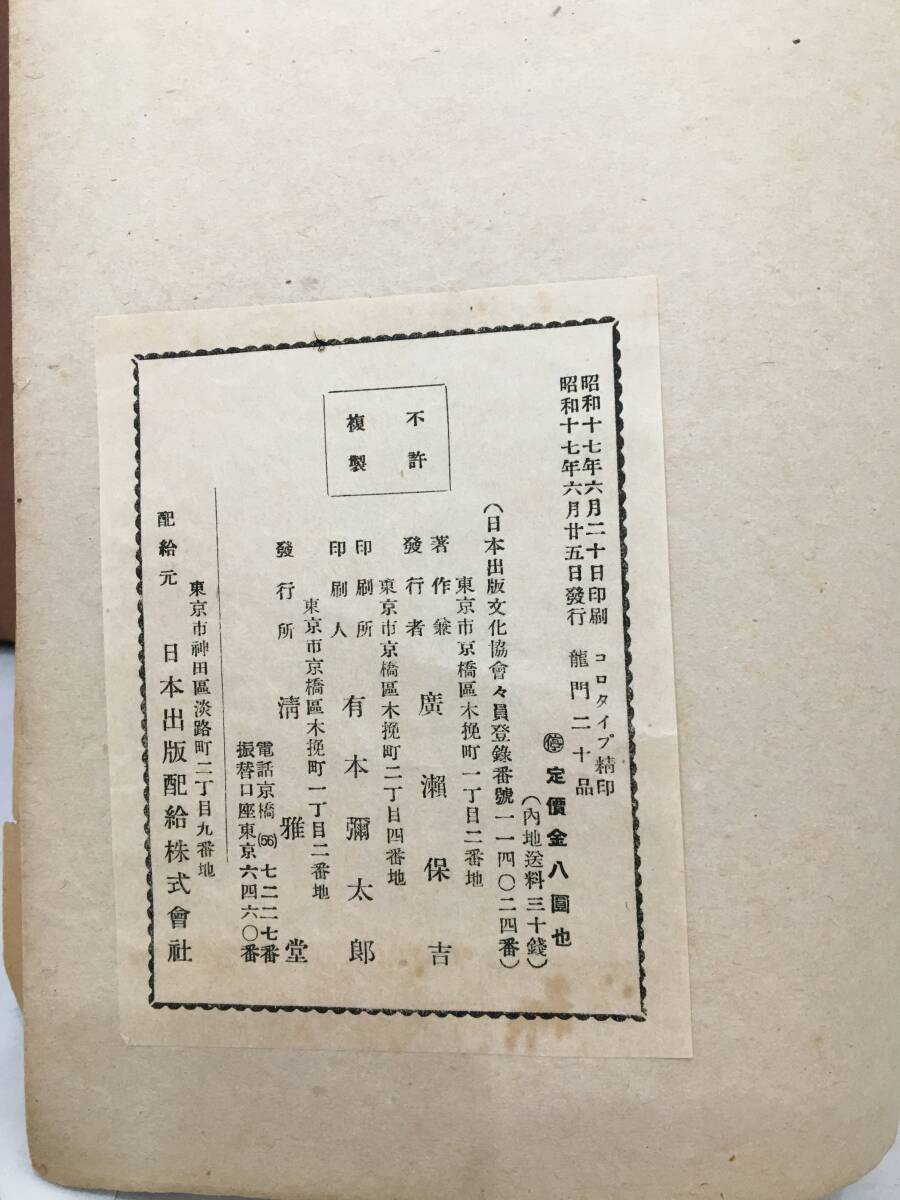 昭和十七年六月二十日印刷
昭和十七年六月廿五日發行
コロタイプ精印
龍門二十品
㊡定價金八圓也
(內地送料三十錢)
(日本出版文化協會々員登錄番號一一四〇二四番)
不許
複製
東京市京橋區木挽町一丁目二番地
著作兼
發行者 廣瀨保吉
東京市京橋區木挽町二丁目四番地
印刷所
印刷人 有本彌太郎
東京市京橋區木挽町一丁目二番地
發行所 淸雅堂
電話京橋(56)七二二七番
振替口座東京六四六〇番
東京市神田區淡路町二丁目九番地
配給元 日本出版配給株式會社